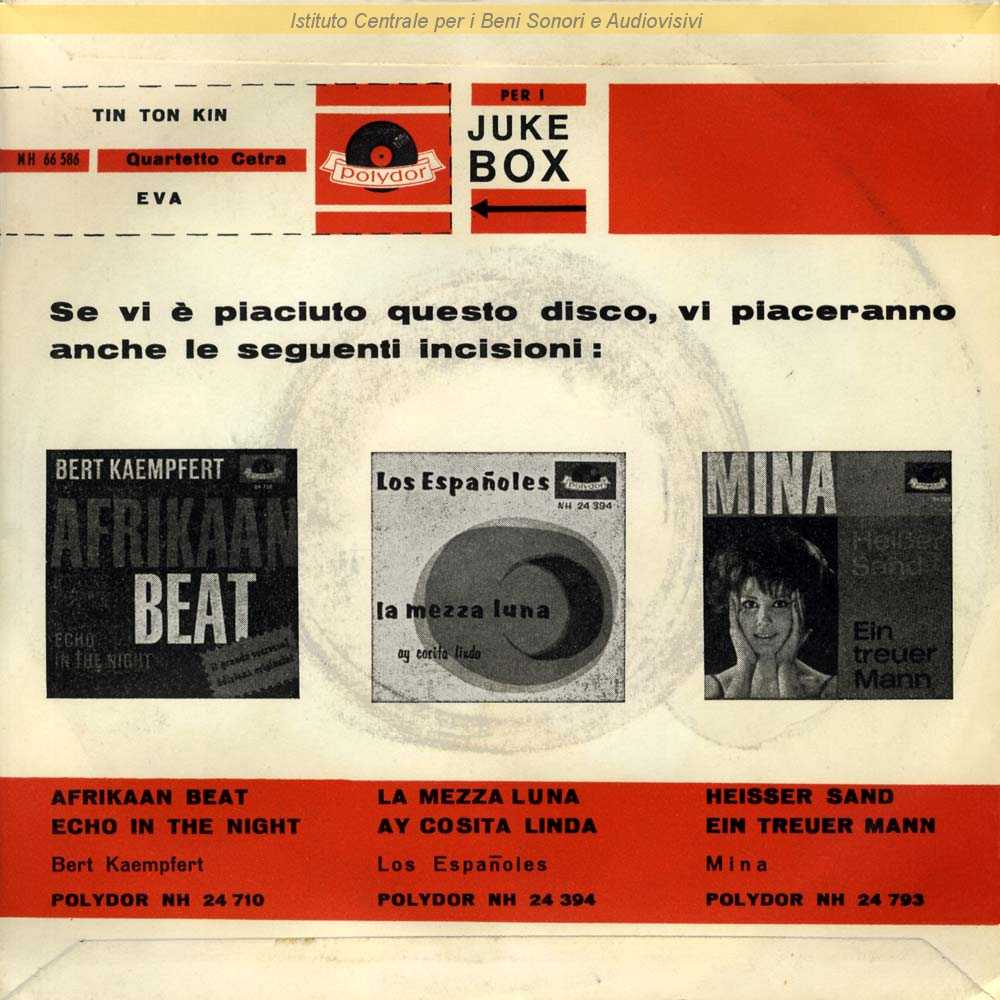 Istituto Centrale per i Beni Sonori e Audiovisivi
TIN TON KIN
NH 66 586
Quartetto Cetra
EVA
polydor
PER I
JUKE
BOX
Se vi è piaciuto questo disco, vi piaceranno
anche le seguenti incisioni :
BERT KAEMPFERT
AFRIKAAN
BEAT
ECHO
IN THE NIGHT
Los Españoles
Polydor
NH 24 394
la mezza luna
ay cosita linda
MINA
Heisser
Sand
Ein
treuer
Mann
AFRIKAAN BEAT
ECHO IN THE NIGHT
Bert Kaempfert
POLYDOR NH 24 710
LA MEZZA LUNA
AY COSITA LINDA
Los Españoles
POLYDOR NH 24 394
HEISSER SAND
EIN TREUER MANN
Mina
POLYDOR NH 24 793